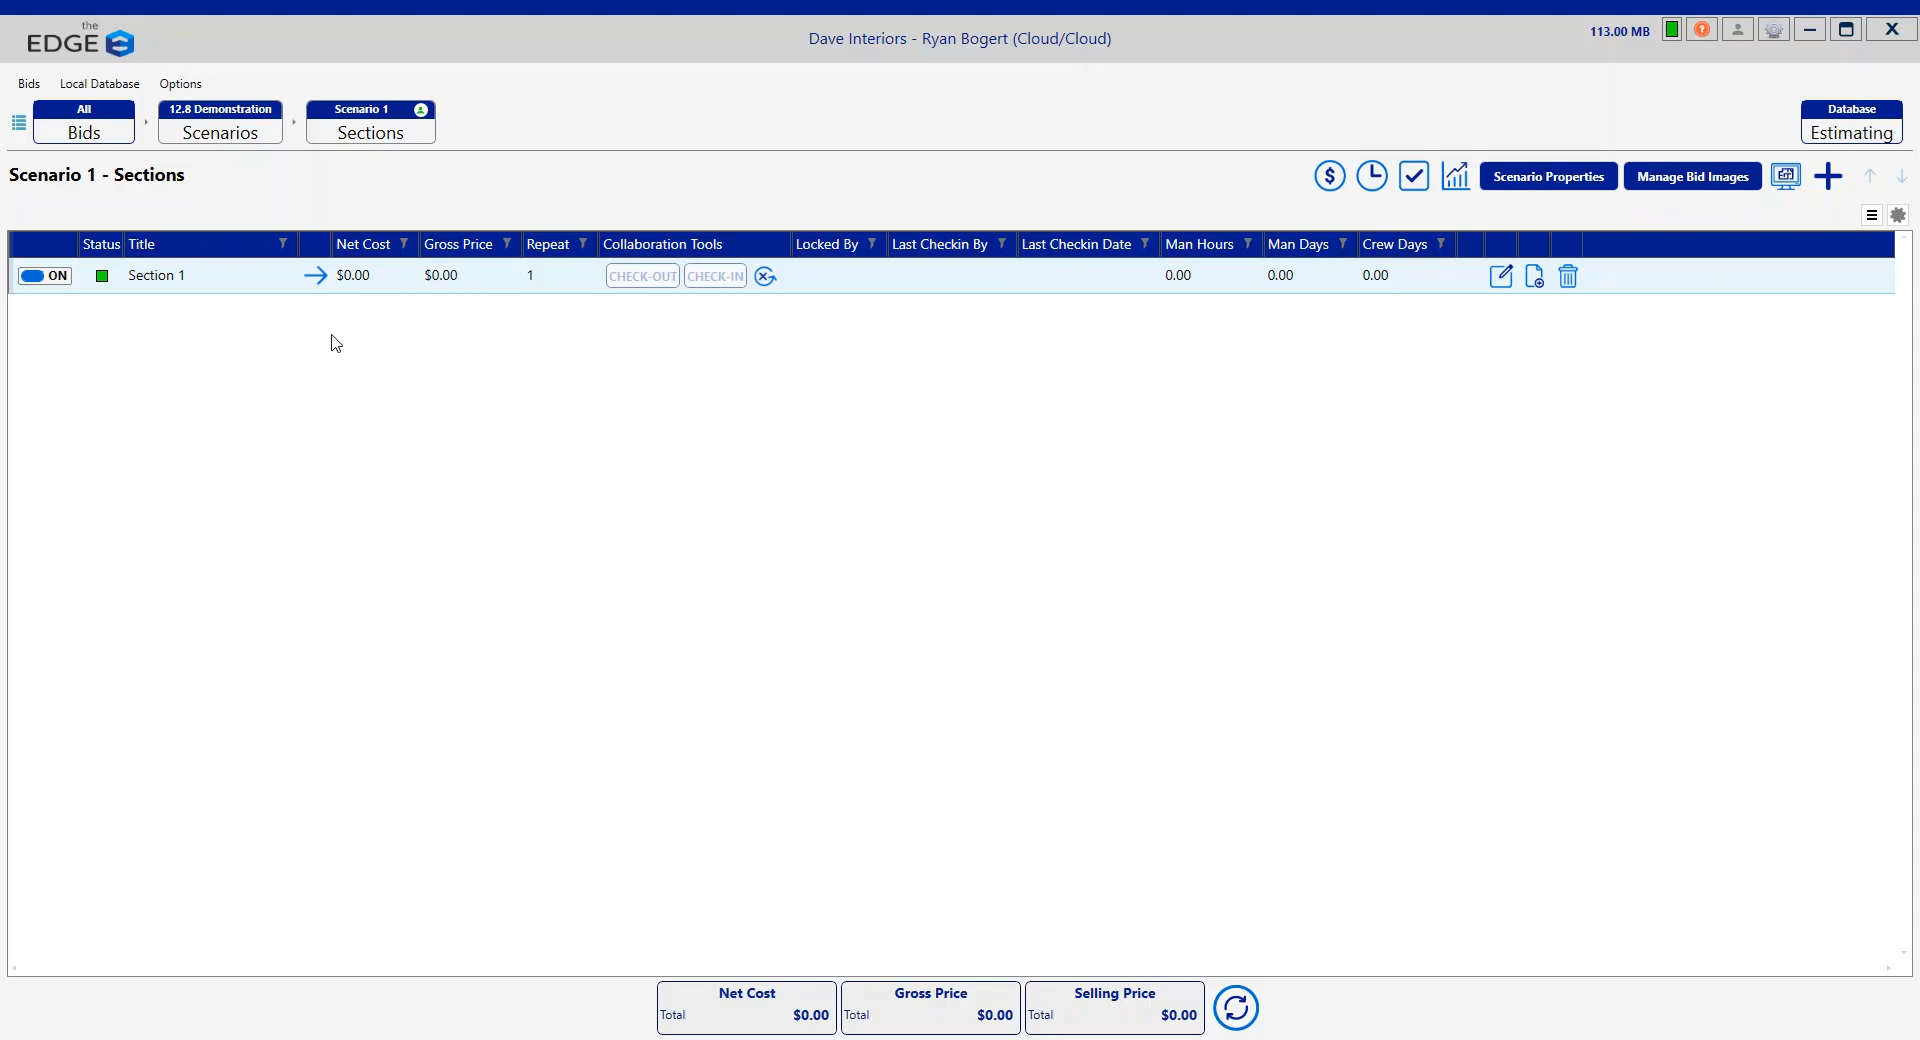 the
EDGE
Dave Interiors - Ryan Bogert (Cloud/Cloud)
113.00 MB
X
Bids Local Database Options
All
Bids
12.8 Demonstration
Scenarios
Scenario 1
Sections
Database
Estimating
Scenario 1 - Sections
Scenario Properties
Manage Bid Images
Status Title Net Cost Gross Price Repeat Collaboration Tools Locked By Last Checkin By Last Checkin Date Man Hours Man Days Crew Days
ON Section 1 $0.00 $0.00 1 CHECK-OUT CHECK-IN 0.00 0.00 0.00
Net Cost
Total $0.00
Gross Price
Total $0.00
Selling Price
Total $0.00